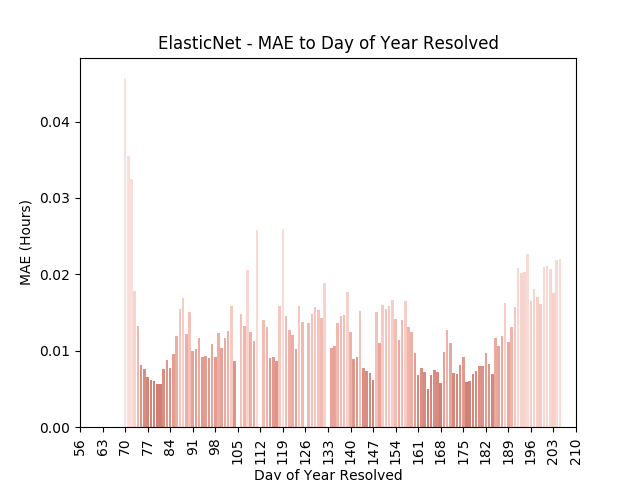 ElasticNet - MAE to Day of Year Resolved
MAE (Hours)
0.04
0.03
0.02
0.01
0.00
56 63 70 77 84 91 98 105 112 119 126 133 140 147 154 161 168 175 182 189 196 203 210
Day of Year Resolved